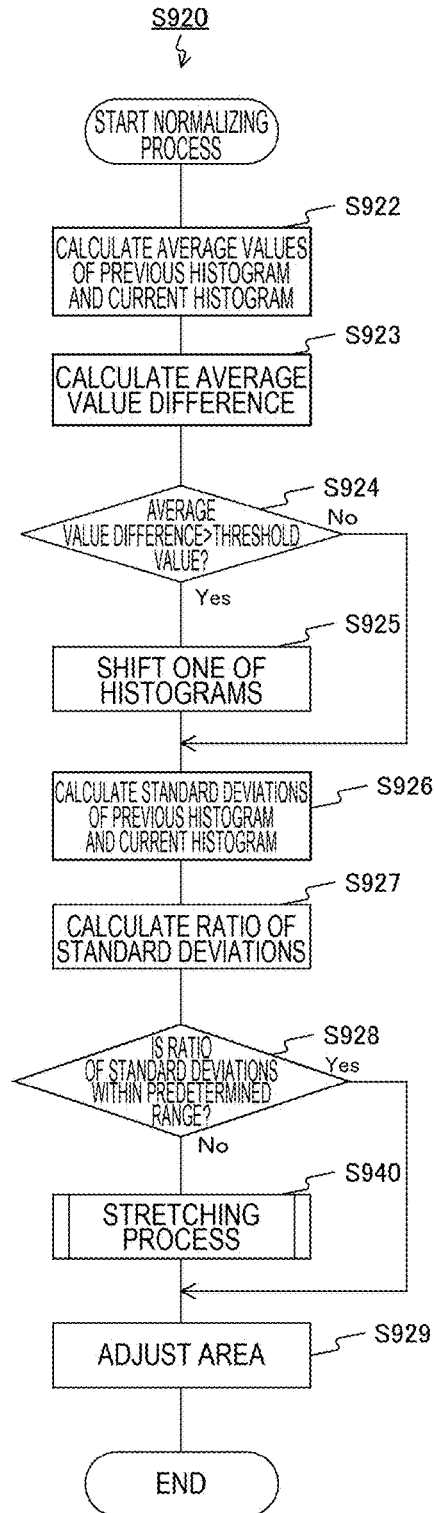 S920
START NORMALIZING
PROCESS
S922
CALCULATE AVERAGE VALUES
OF PREVIOUS HISTOGRAM
AND CURRENT HISTOGRAM
S923
CALCULATE AVERAGE
VALUE DIFFERENCE
S924
AVERAGE
VALUE DIFFERENCE>THRESHOLD
VALUE?
No
Yes
S925
SHIFT ONE OF
HISTOGRAMS
S926
CALCULATE STANDARD DEVIATIONS
OF PREVIOUS HISTOGRAM
AND CURRENT HISTOGRAM
S927
CALCULATE RATIO OF
STANDARD DEVIATIONS
S928
IS RATIO
OF STANDARD DEVIATIONS
WITHIN PREDETERMINED
RANGE?
Yes
No
S940
STRETCHING
PROCESS
S929
ADJUST AREA
END